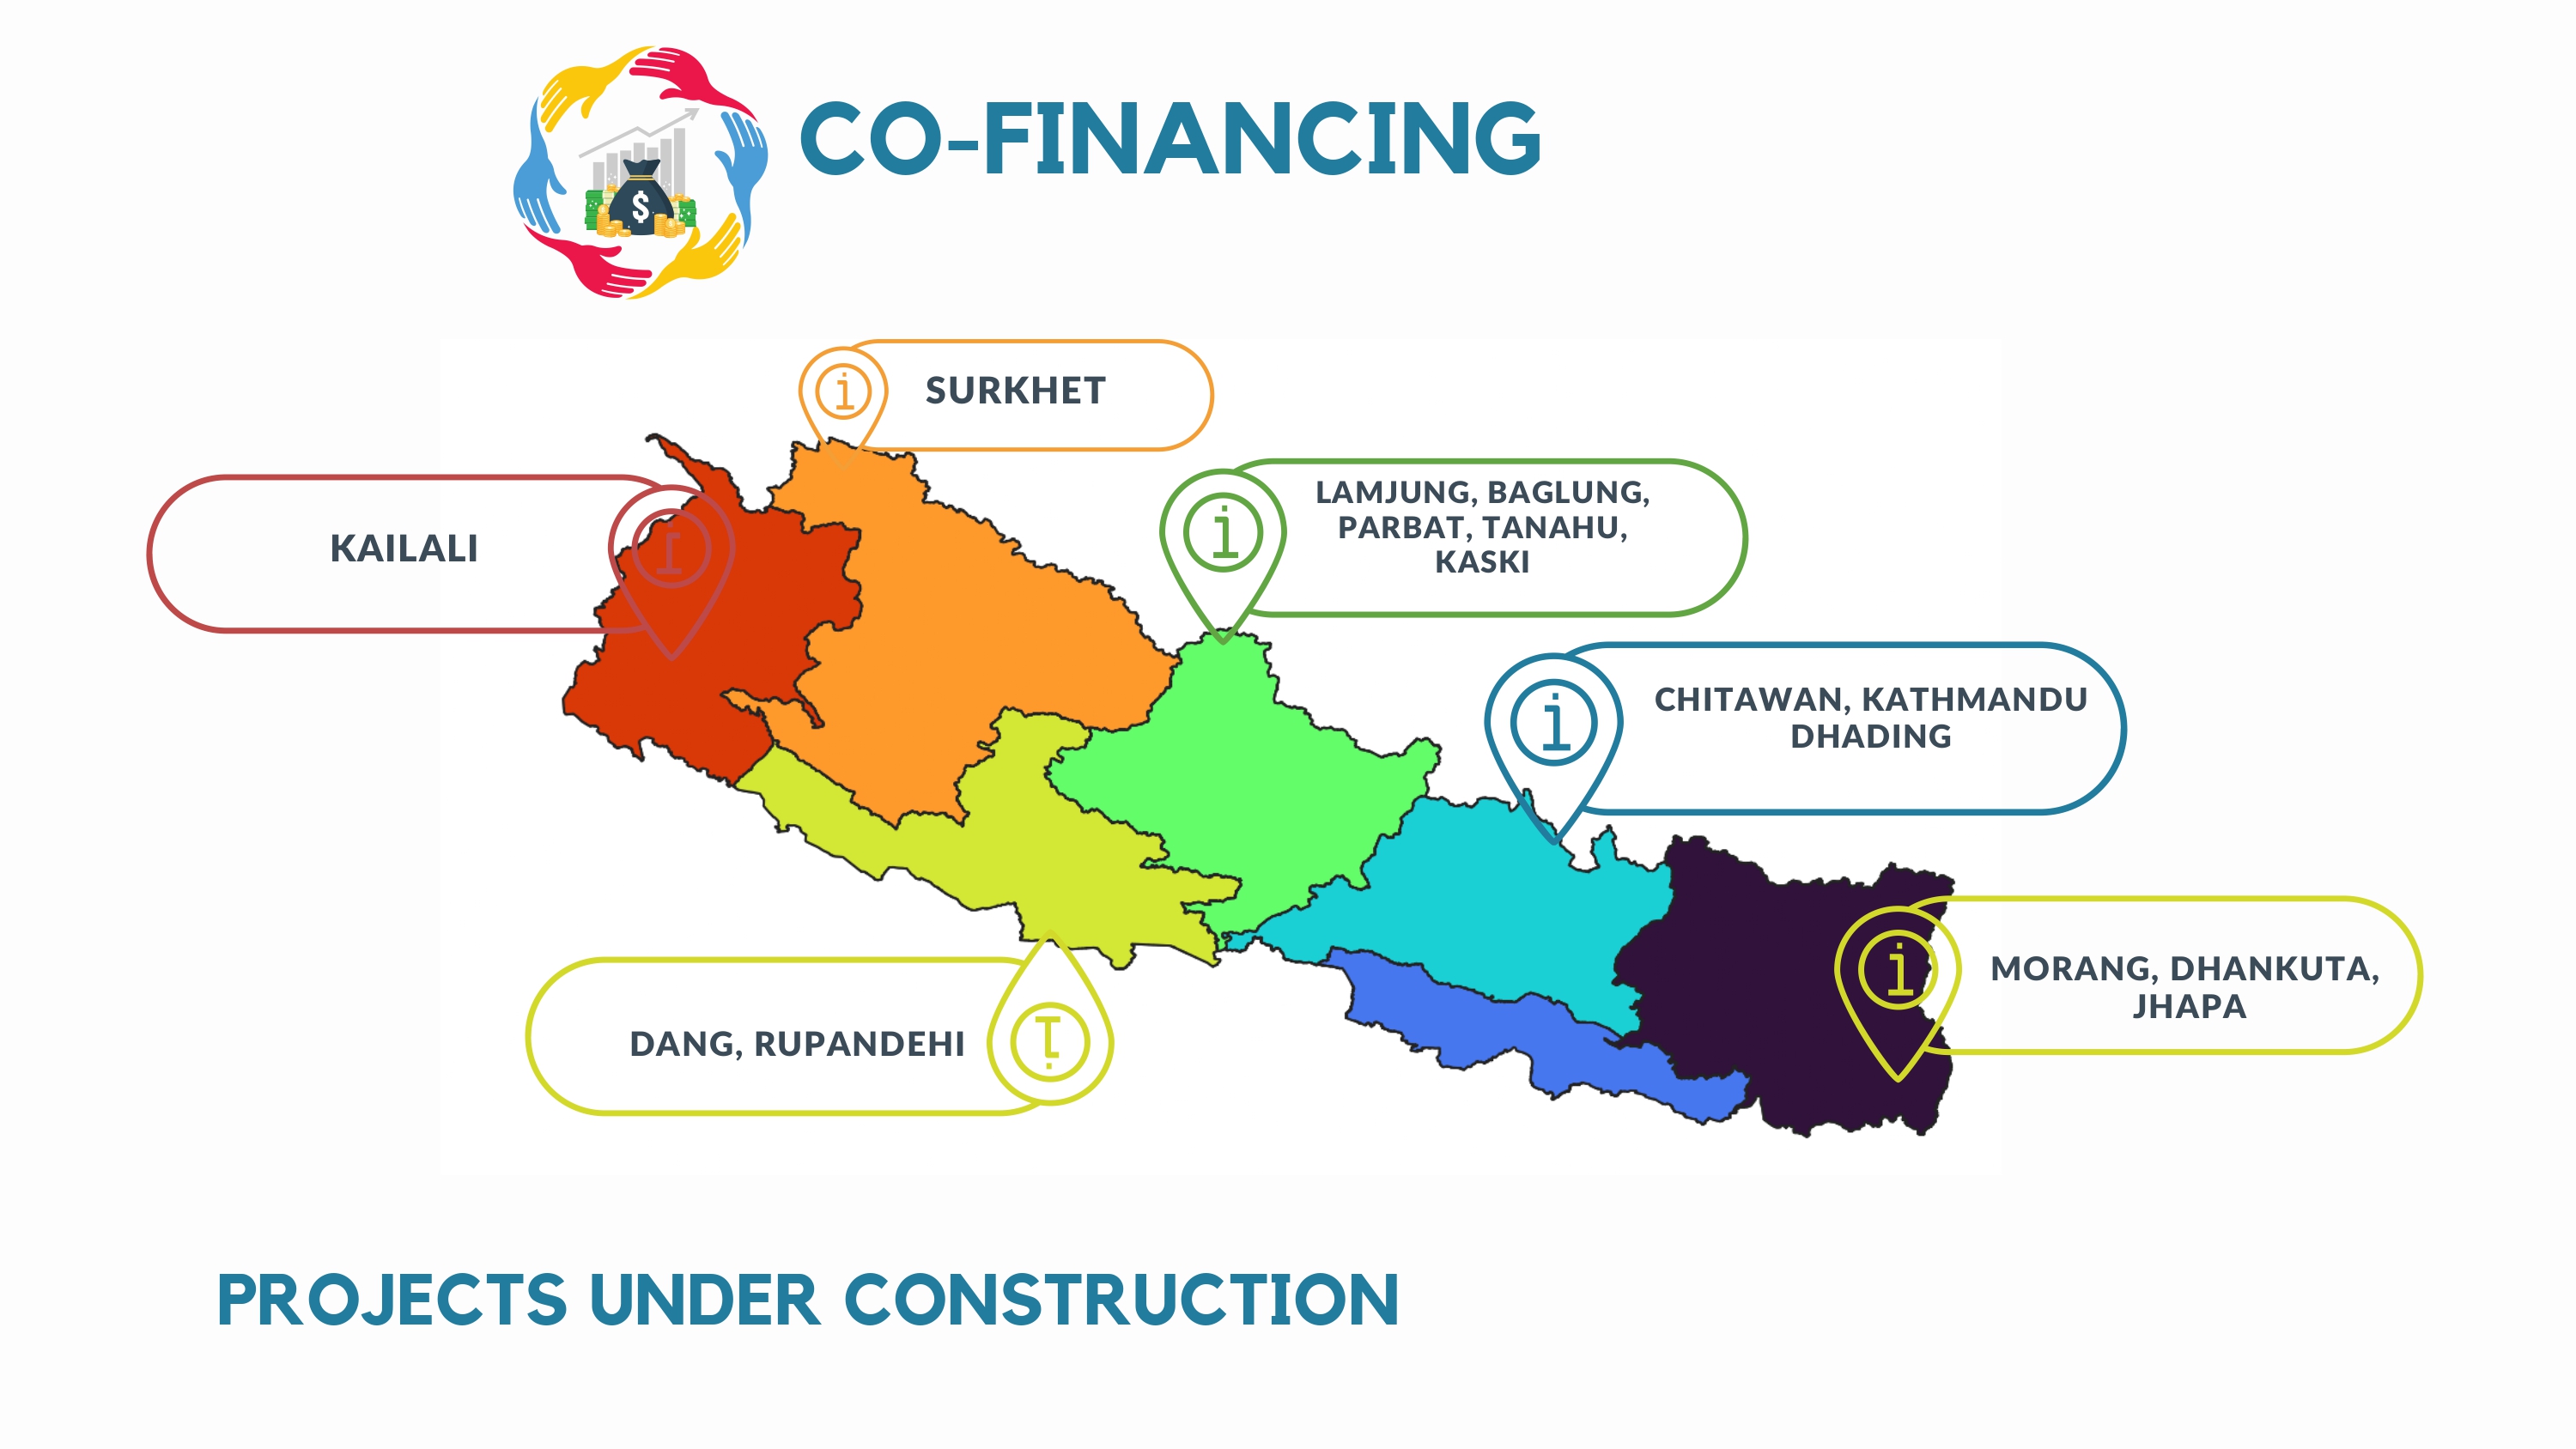 CO-FINANCING
$
SURKHET
KAILALI
LAMJUNG, BAGLUNG,
PARBAT, TANAHU,
KASKI
CHITAWAN, KATHMANDU
DHADING
MORANG, DHANKUTA,
JHAPA
DANG, RUPANDEHI
PROJECTS UNDER CONSTRUCTION